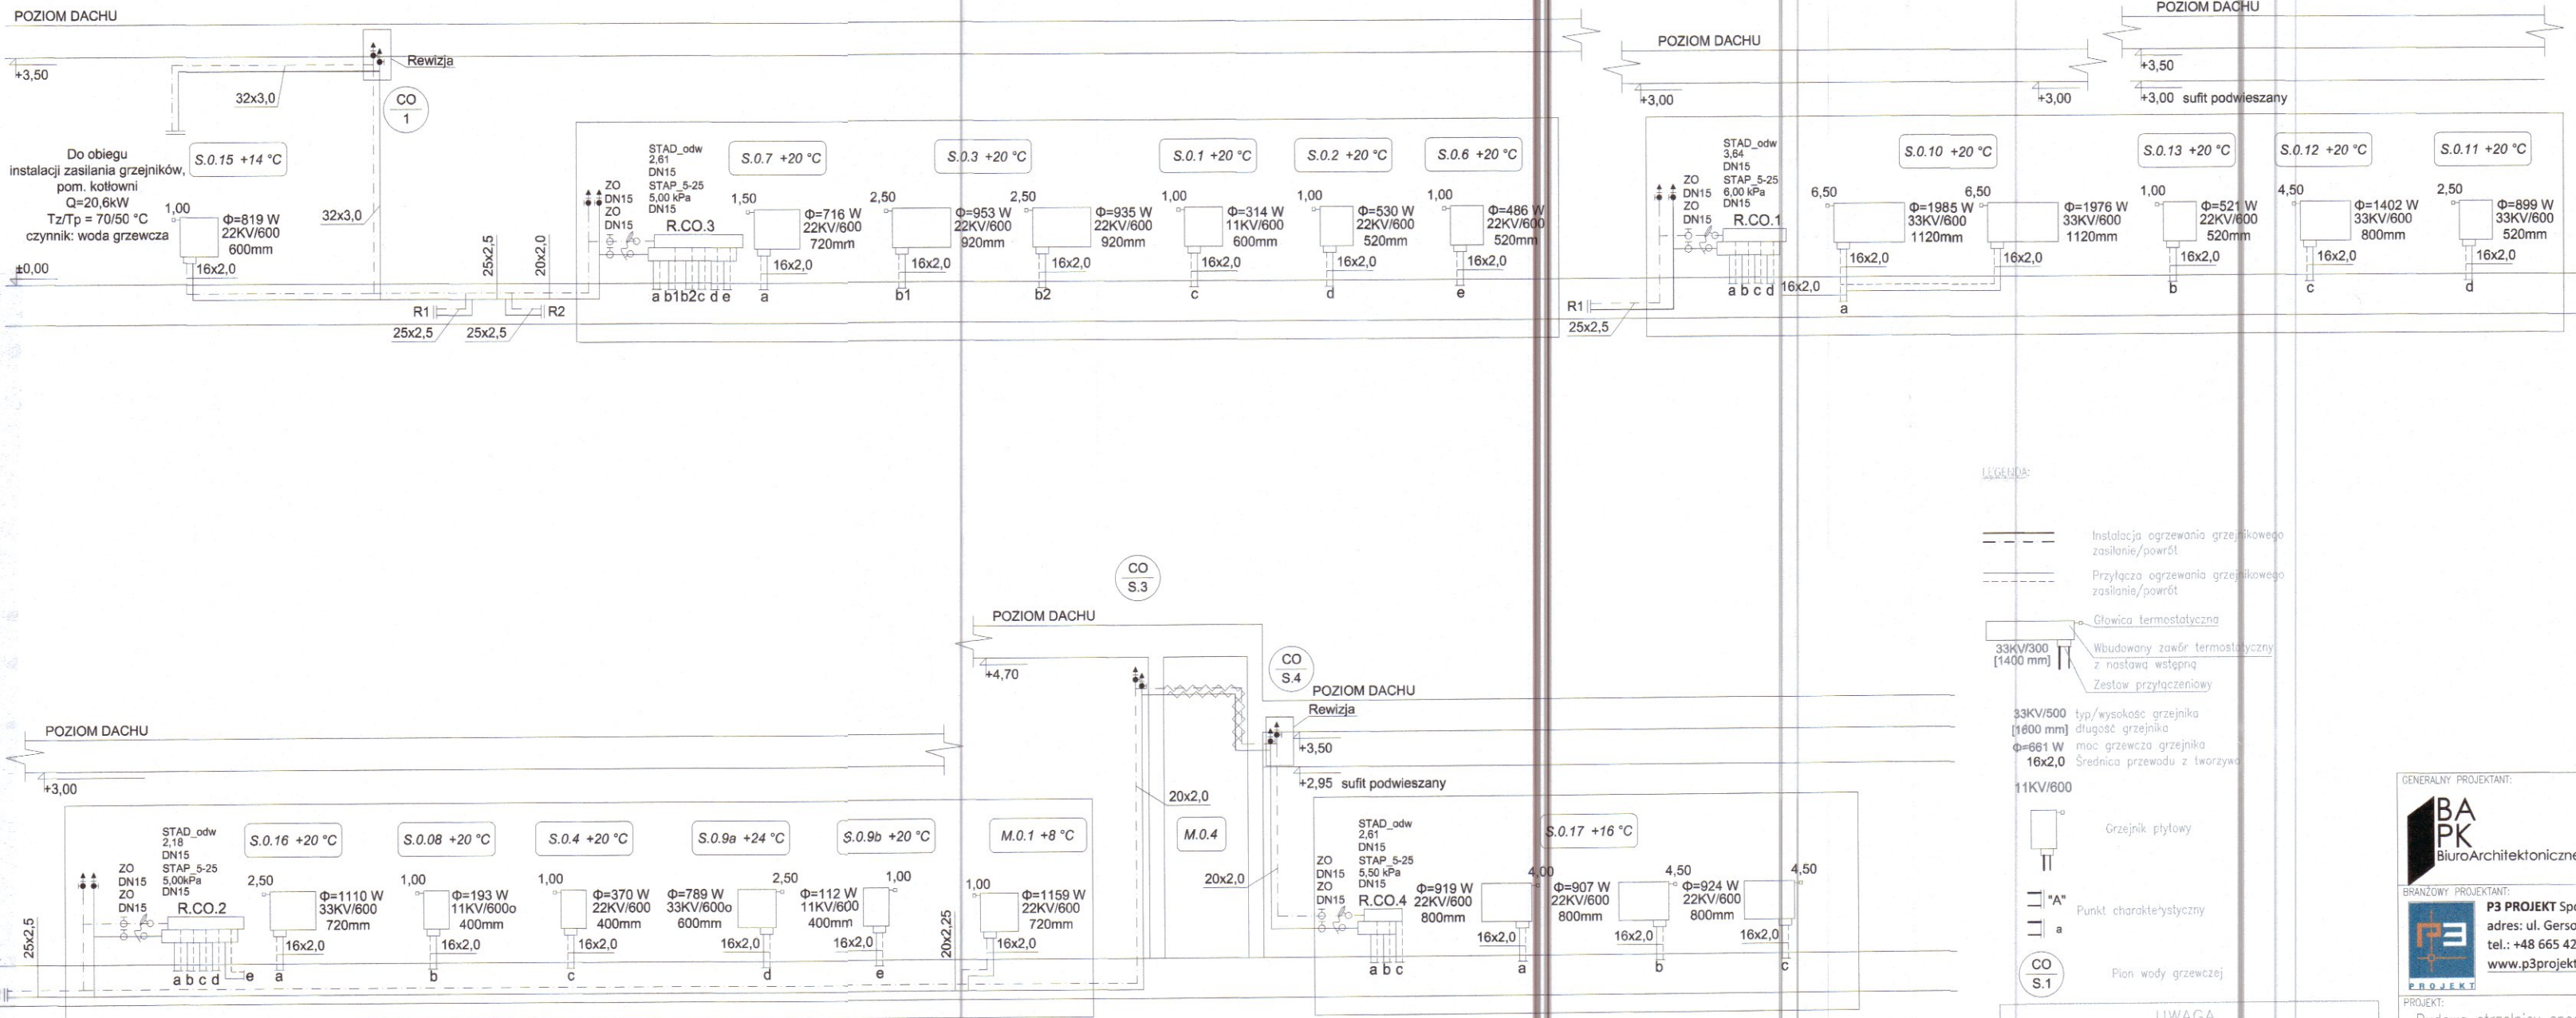 POZIOM DACHU
+3,50
Rewizja
32x3,0
CO
1
Do obiegu
instalacji zasilania grzejników,
pom. kotłowni
Q=20,6kW
Tz/Tp = 70/50 °C
czynnik: woda grzewcza
S.0.15 +14 °C
1,00
Φ=819 W
22KV/600
600mm
16x2,0
±0,00
32x3,0
25x2,5
20x2,0
R1
25x2,5
25x2,5
R2
ZO
DN15
ZO
DN15
STAD_odw
2,61
DN15
STAP_5-25
5,00 kPa
DN15
R.CO.3
a b1 b2 c d e
S.0.7 +20 °C
1,50
Φ=716 W
22KV/600
720mm
16x2,0
a
S.0.3 +20 °C
2,50
Φ=953 W
22KV/600
920mm
16x2,0
b1
2,50
Φ=935 W
22KV/600
920mm
16x2,0
b2
S.0.1 +20 °C
1,00
Φ=314 W
11KV/600
600mm
16x2,0
c
S.0.2 +20 °C
1,00
Φ=530 W
22KV/600
520mm
16x2,0
d
S.0.6 +20 °C
1,00
Φ=486 W
22KV/600
520mm
16x2,0
e
POZIOM DACHU
+3,00
+3,00
POZIOM DACHU
+3,50
+3,00 sufit podwieszany
R1
25x2,5
ZO
DN15
ZO
DN15
STAD_odw
3,64
DN15
STAP_5-25
6,00 kPa
DN15
R.CO.1
a b c d
16x2,0
S.0.10 +20 °C
6,50
Φ=1985 W
33KV/600
1120mm
16x2,0
a
6,50
Φ=1976 W
33KV/600
1120mm
16x2,0
S.0.13 +20 °C
1,00
Φ=521 W
22KV/600
520mm
16x2,0
b
S.0.12 +20 °C
4,50
Φ=1402 W
33KV/600
800mm
16x2,0
c
S.0.11 +20 °C
2,50
Φ=899 W
33KV/600
520mm
16x2,0
d
POZIOM DACHU
+3,00
25x2,5
ZO
DN15
ZO
DN15
STAD_odw
2,18
DN15
STAP_5-25
5,00kPa
DN15
R.CO.2
a b c d e
S.0.16 +20 °C
2,50
Φ=1110 W
33KV/600
720mm
16x2,0
a
S.0.08 +20 °C
1,00
Φ=193 W
11KV/600o
400mm
16x2,0
b
S.0.4 +20 °C
1,00
Φ=370 W
22KV/600
400mm
16x2,0
c
S.0.9a +24 °C
Φ=789 W
33KV/600o
600mm
2,50
16x2,0
d
S.0.9b +20 °C
Φ=112 W
11KV/600
400mm
1,00
16x2,0
e
20x2,25
M.0.1 +8 °C
1,00
Φ=1159 W
22KV/600
720mm
16x2,0
CO
S.3
POZIOM DACHU
+4,70
20x2,0
M.0.4
CO
S.4
POZIOM DACHU
Rewizja
+3,50
+2,95 sufit podwieszany
20x2,0
ZO
DN15
ZO
DN15
STAD_odw
2,61
DN15
STAP_5-25
5,50 kPa
DN15
R.CO.4
a b c
S.0.17 +16 °C
Φ=919 W
22KV/600
800mm
4,00
16x2,0
a
Φ=907 W
22KV/600
800mm
4,50
16x2,0
b
Φ=924 W
22KV/600
800mm
4,50
16x2,0
c
LEGENDA:
Instalacja ogrzewania grzejnikowego
zasilanie/powrót
Przyłącza ogrzewania grzejnikowego
zasilanie/powrót
Głowica termostatyczna
33KV/300
[1400 mm]
Wbudowany zawór termostatyczny
z nastawą wstępną
Zestaw przyłączeniowy
33KV/500 typ/wysokość grzejnika
[1600 mm] długość grzejnika
Φ=661 W moc grzewcza grzejnika
16x2,0 Średnica przewodu z tworzywa
11KV/600
Grzejnik płytowy
"A"
Punkt charakterystyczny
a
CO
S.1
Pion wody grzewczej
UWAGA
GENERALNY PROJEKTANT:
BA
PK
BiuroArchitektoniczne
BRANŻOWY PROJEKTANT:
P3
PROJEKT
P3 PROJEKT
adres: ul.
tel.: +48 665 42
www.p3projekt
PROJEKT: